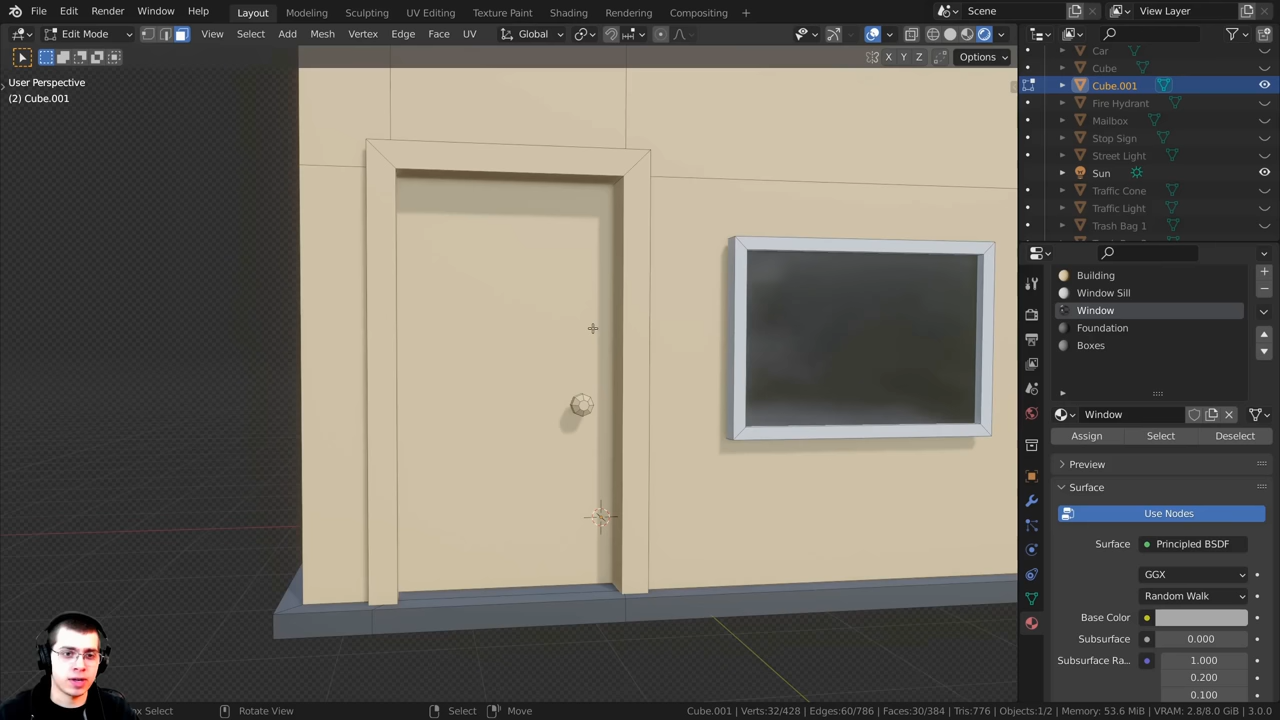 File Edit Render Window Help Layout Modeling Sculpting UV Editing Texture Paint Shading Rendering Compositing Scene View Layer
Edit Mode View Select Add Mesh Vertex Edge Face UV Global
X Y Z Options
User Perspective
(2) Cube.001
Car
Cube
Cube.001
Fire Hydrant
Mailbox
Stop Sign
Street Light
Sun
Traffic Cone
Traffic Light
Trash Bag 1
Building
Window Sill
Window
Foundation
Boxes
Window
Assign Select Deselect
Preview
Surface
Use Nodes
Surface Principled BSDF
GGX
Random Walk
Base Color
Subsurface 0.000
Subsurface Ra... 1.000
0.200
0.100
Select Rotate View Select Move Cube.001 | Verts:32/428 | Edges:60/786 | Faces:30/384 | Tris:776 | Objects:1/2 | Memory: 53.6 MiB | VRAM: 2.8/8.0 GiB | 3.0.0